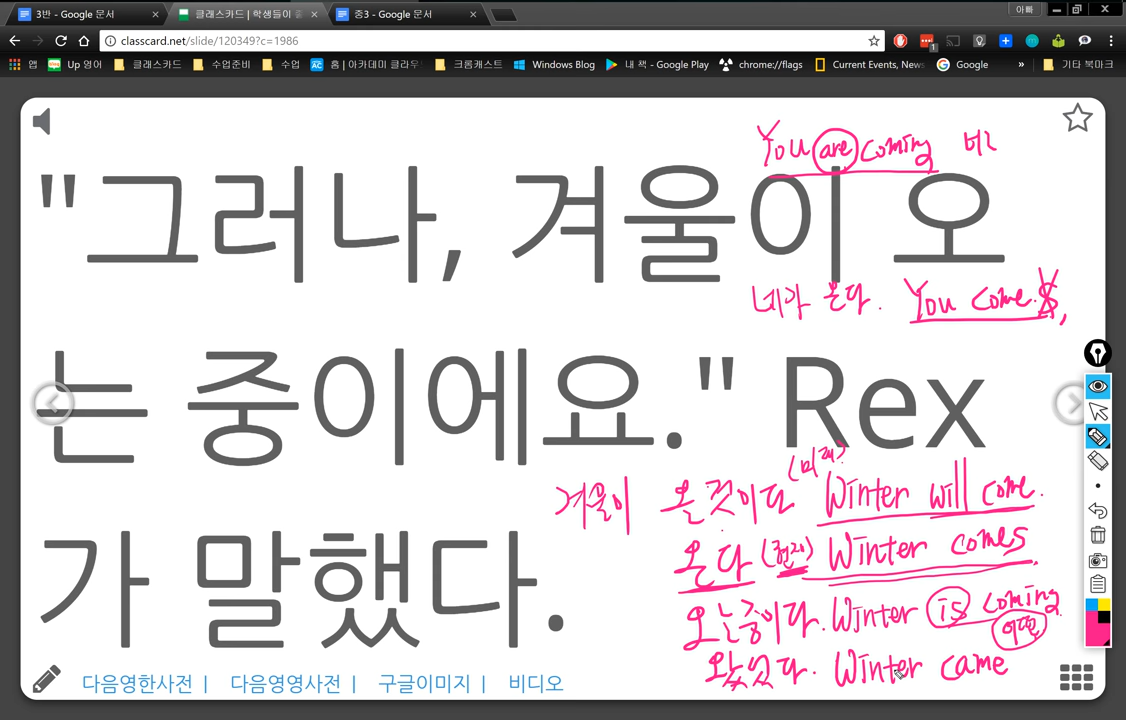 3반 - Google 문서
클래스카드 | 학생들이 좋
중3 - Google 문서
아빠
classcard.net/slide/120349?c=1986
앱 Up 영어 클래스카드 수업준비 수업 홈 | 아카데미 클라우 크롬캐스트 Windows Blog 내 책 - Google Play chrome://flags Current Events, News Google » 기타 북마크
You are coming
"그러나, 겨울이 오
네가 온다. You come.
는 중이에요." Rex
(미래)
겨울이 올 것이다 Winter will come.
온다 (현재) Winter comes.
가 말했다.
오는중이다. Winter is coming
왔었다. Winter came
다음영한사전 | 다음영영사전 | 구글이미지 | 비디오